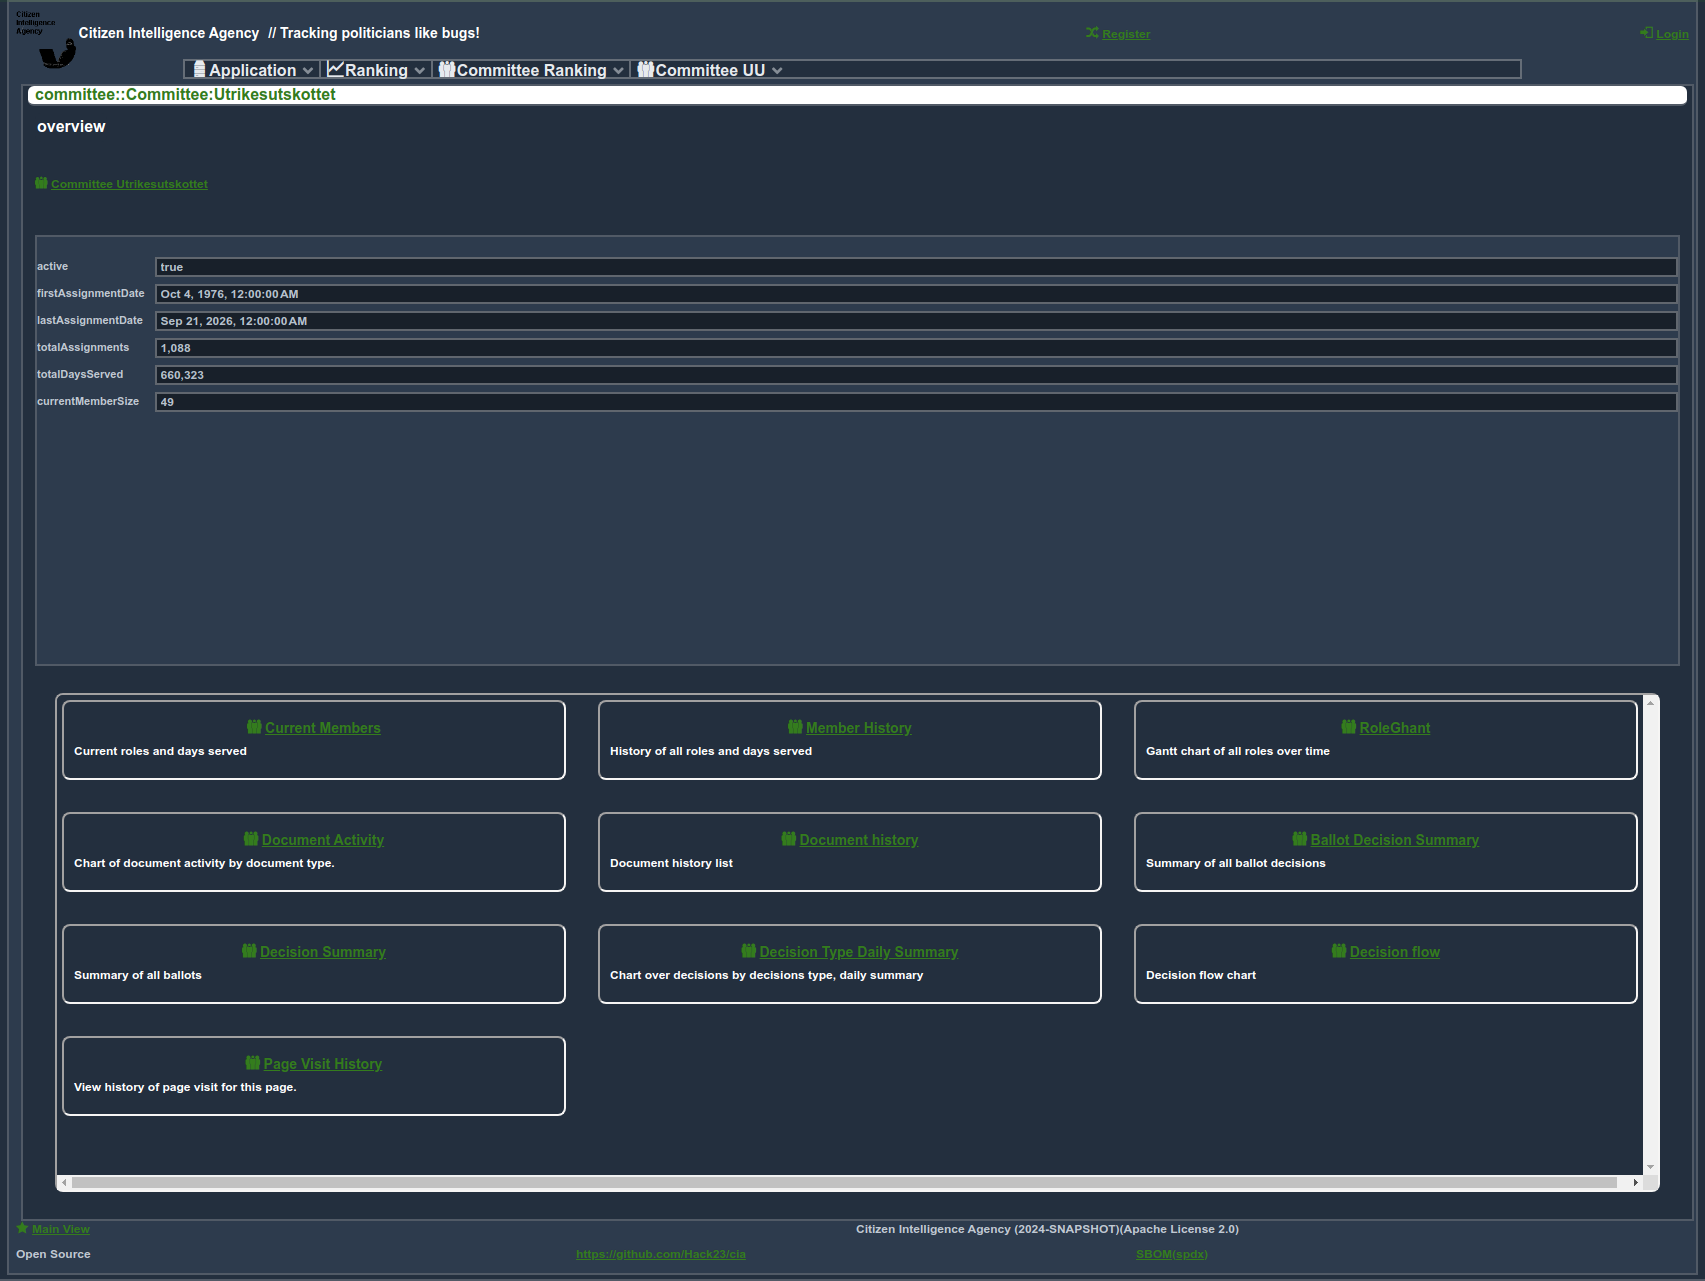 Citizen
Intelligence
Agency
Citizen Intelligence Agency // Tracking politicians like bugs!
Register
Login
Application
Ranking
Committee Ranking
Committee UU
committee::Committee:Utrikesutskottet
overview
Committee Utrikesutskottet
active true
firstAssignmentDate Oct 4, 1976, 12:00:00 AM
lastAssignmentDate Sep 21, 2026, 12:00:00 AM
totalAssignments 1,088
totalDaysServed 660,323
currentMemberSize 49
Current Members
Current roles and days served
Member History
History of all roles and days served
RoleGhant
Gantt chart of all roles over time
Document Activity
Chart of document activity by document type.
Document history
Document history list
Ballot Decision Summary
Summary of all ballot decisions
Decision Summary
Summary of all ballots
Decision Type Daily Summary
Chart over decisions by decisions type, daily summary
Decision flow
Decision flow chart
Page Visit History
View history of page visit for this page.
Main View
Citizen Intelligence Agency (2024-SNAPSHOT)(Apache License 2.0)
Open Source
https://github.com/Hack23/cia
SBOM(spdx)